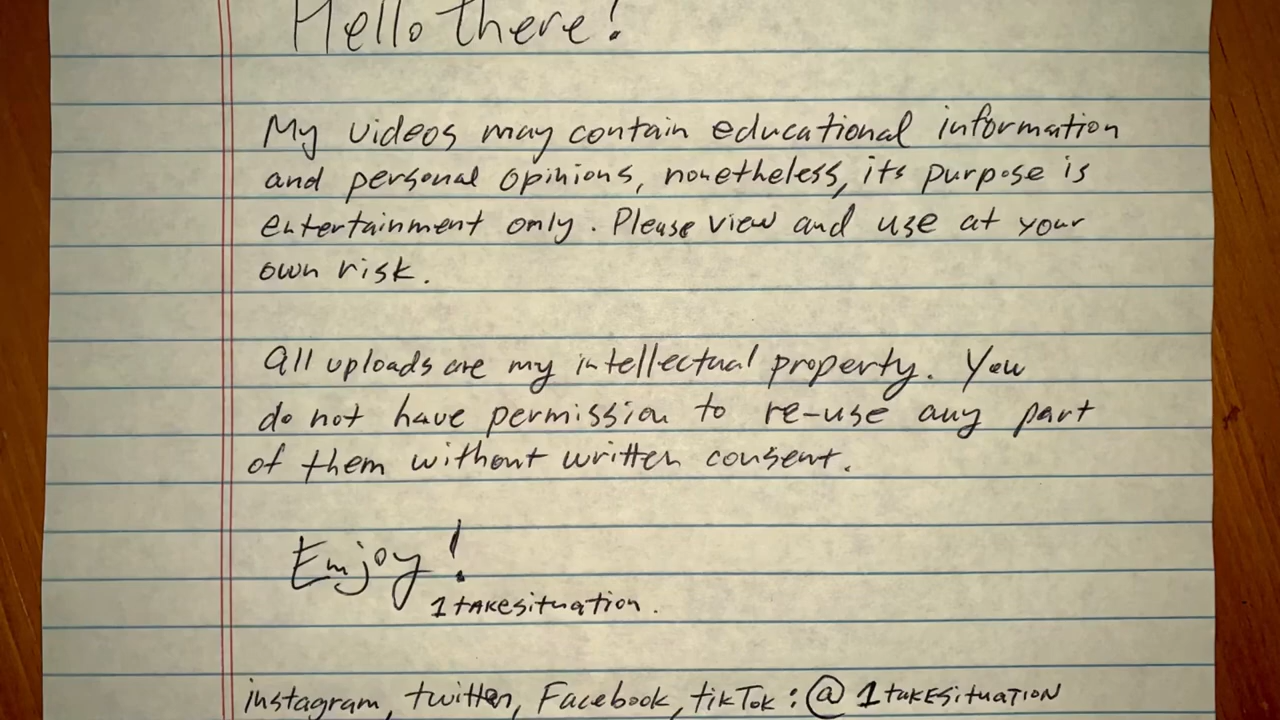 Hello there!
My videos may contain educational information
and personal opinions, nonetheless, its purpose is
entertainment only. Please view and use at your
own risk.
All uploads are my intellectual property. You
do not have permission to re-use any part
of them without written consent.
Enjoy!
1takesituation.
instagram, twitter, Facebook, tikTok: @1takesituation